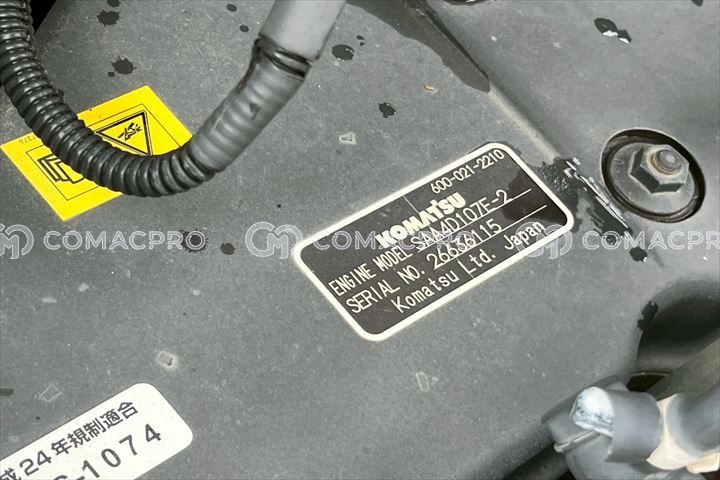 600-021-2210
KOMATSU
ENGINE MODEL SAA4D107E-2
SERIAL NO. 26636115
Komatsu Ltd. Japan
COMACPRO COMACPRO COMACPRO
成24年規制適合
-1074